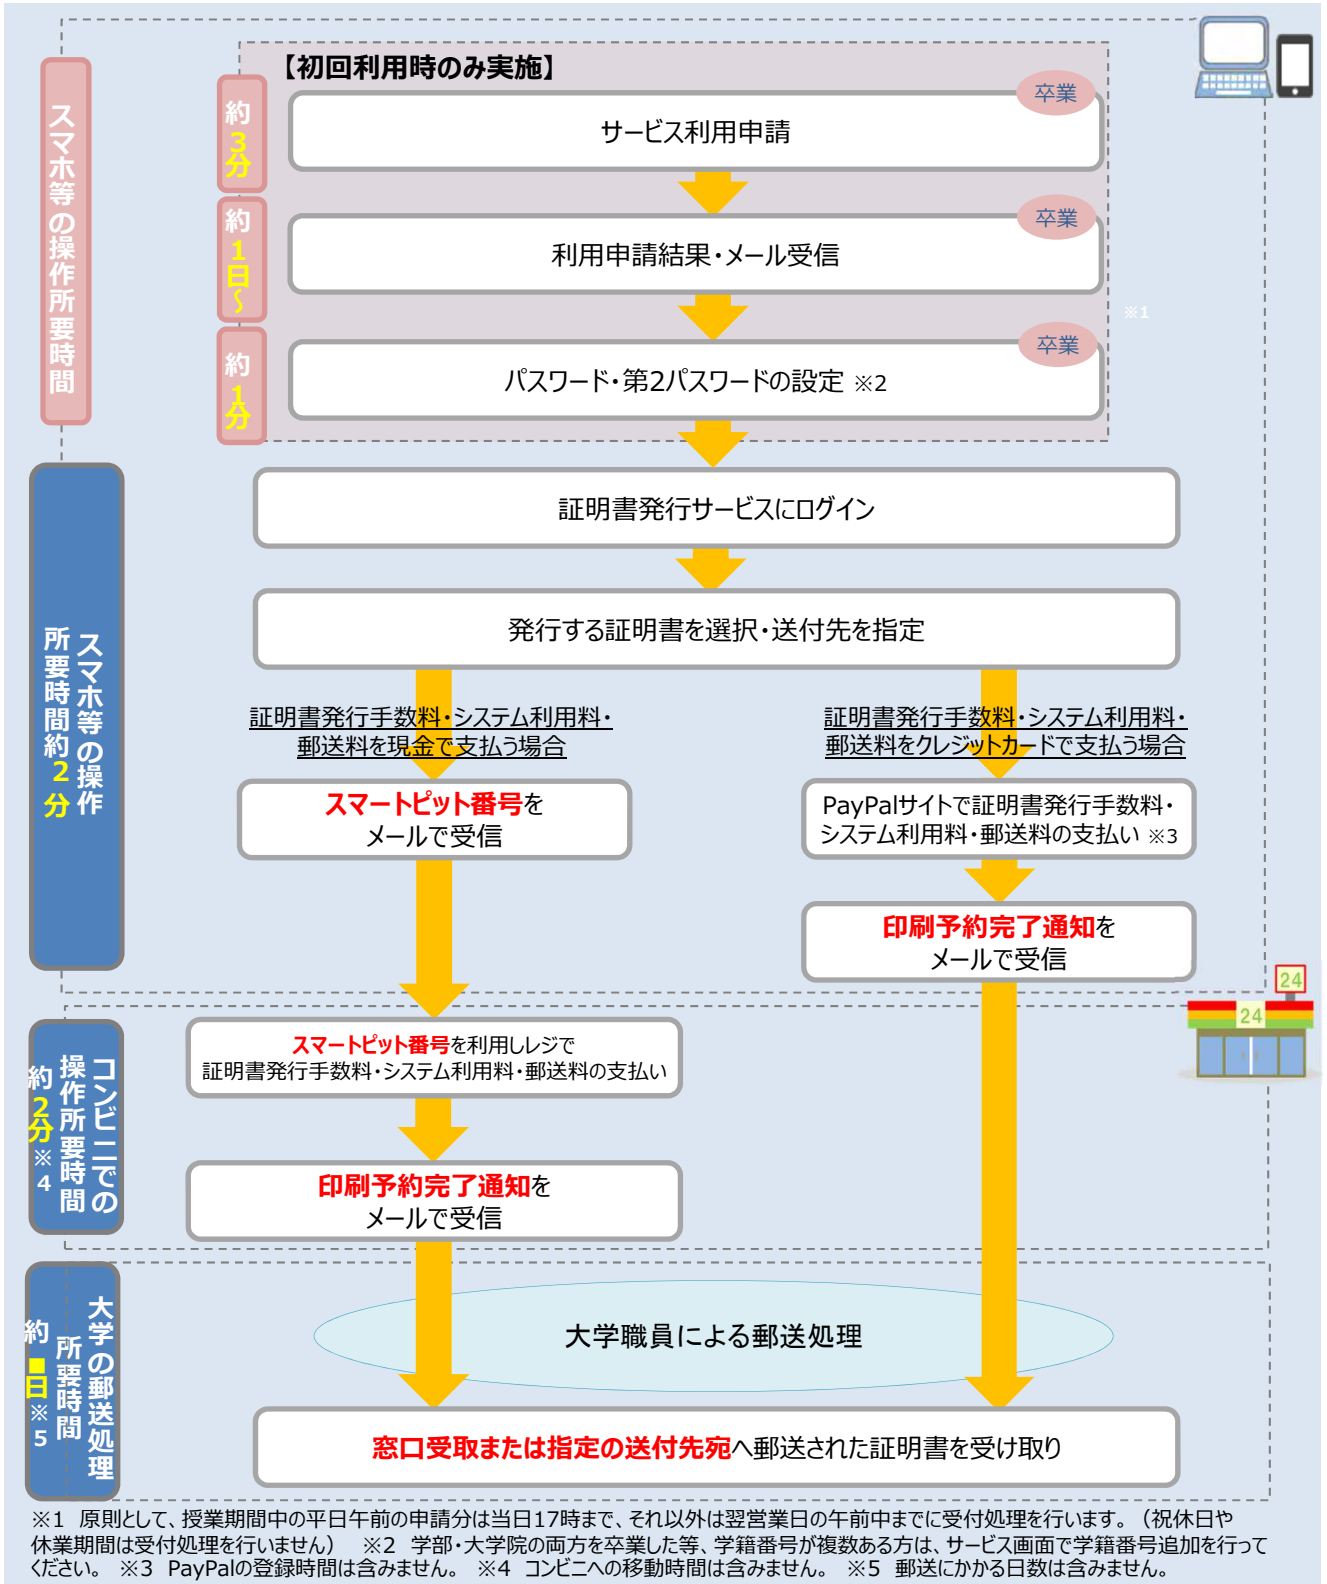 【初回利用時のみ実施】
スマホ等の操作所要時間
約3分
サービス利用申請
卒業
約1日~
利用申請結果・メール受信
卒業
※1
約1分
パスワード・第2パスワードの設定 ※2
卒業
スマホ等の操作
所要時間約2分
証明書発行サービスにログイン
発行する証明書を選択・送付先を指定
証明書発行手数料・システム利用料・
郵送料を現金で支払う場合
スマートピット番号を
メールで受信
証明書発行手数料・システム利用料・
郵送料をクレジットカードで支払う場合
PayPalサイトで証明書発行手数料・
システム利用料・郵送料の支払い ※3
印刷予約完了通知を
メールで受信
24
24
コンビニでの
操作所要時間
約2分※4
スマートピット番号を利用しレジで
証明書発行手数料・システム利用料・郵送料の支払い
印刷予約完了通知を
メールで受信
大学の郵送処理
所要時間
約■日※5
大学職員による郵送処理
窓口受取または指定の送付先宛へ郵送された証明書を受け取り
※1 原則として、授業期間中の平日午前の申請分は当日17時まで、それ以外は翌営業日の午前中までに受付処理を行います。（祝休日や
休業期間は受付処理を行いません） ※2 学部・大学院の両方を卒業した等、学籍番号が複数ある方は、サービス画面で学籍番号追加を行って
ください。 ※3 PayPalの登録時間は含みません。 ※4 コンビニへの移動時間は含みません。 ※5 郵送にかかる日数は含みません。